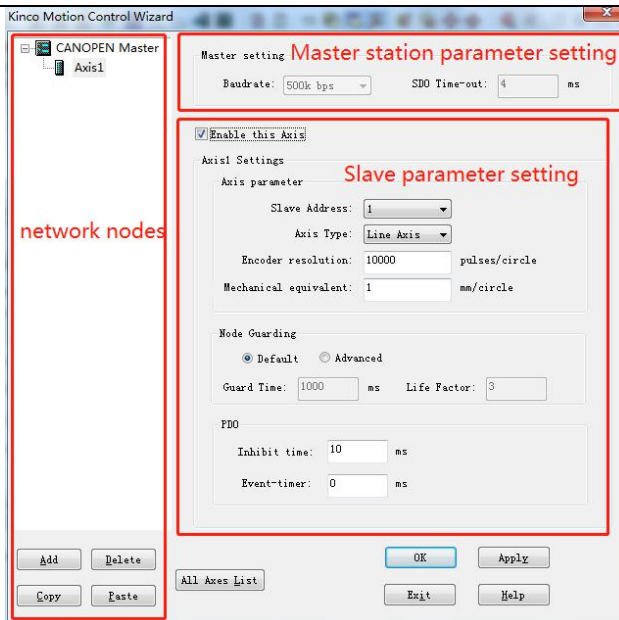 Kinco Motion Control Wizard
CANOPEN Master
Axis1
network nodes
Add Delete
Copy Paste
Master setting Master station parameter setting
Baudrate: 500k bps SDO Time-out: 4 ms
Enable this Axis
Axis1 Settings
Slave parameter setting
Axis parameter
Slave Address: 1
Axis Type: Line Axis
Encoder resolution: 10000 pulses/circle
Mechanical equivalent: 1 mm/circle
Node Guarding
Default Advanced
Guard Time: 1000 ms Life Factor: 3
PDO
Inhibit time: 10 ms
Event-timer: 0 ms
All Axes List
OK Apply
Exit Help